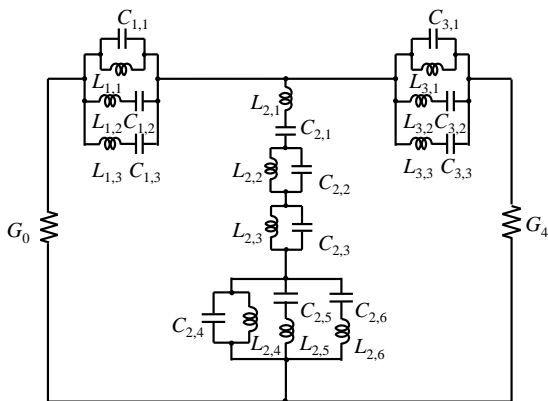 C1,1
C3,1
L1,1
L2,1
L3,1
L1,2 C1,2
L3,2 C3,2
C2,1
L1,3 C1,3
L3,3 C3,3
L2,2
C2,2
G0
G4
L2,3
C2,3
C2,4
C2,5
C2,6
L2,4
L2,5
L2,6